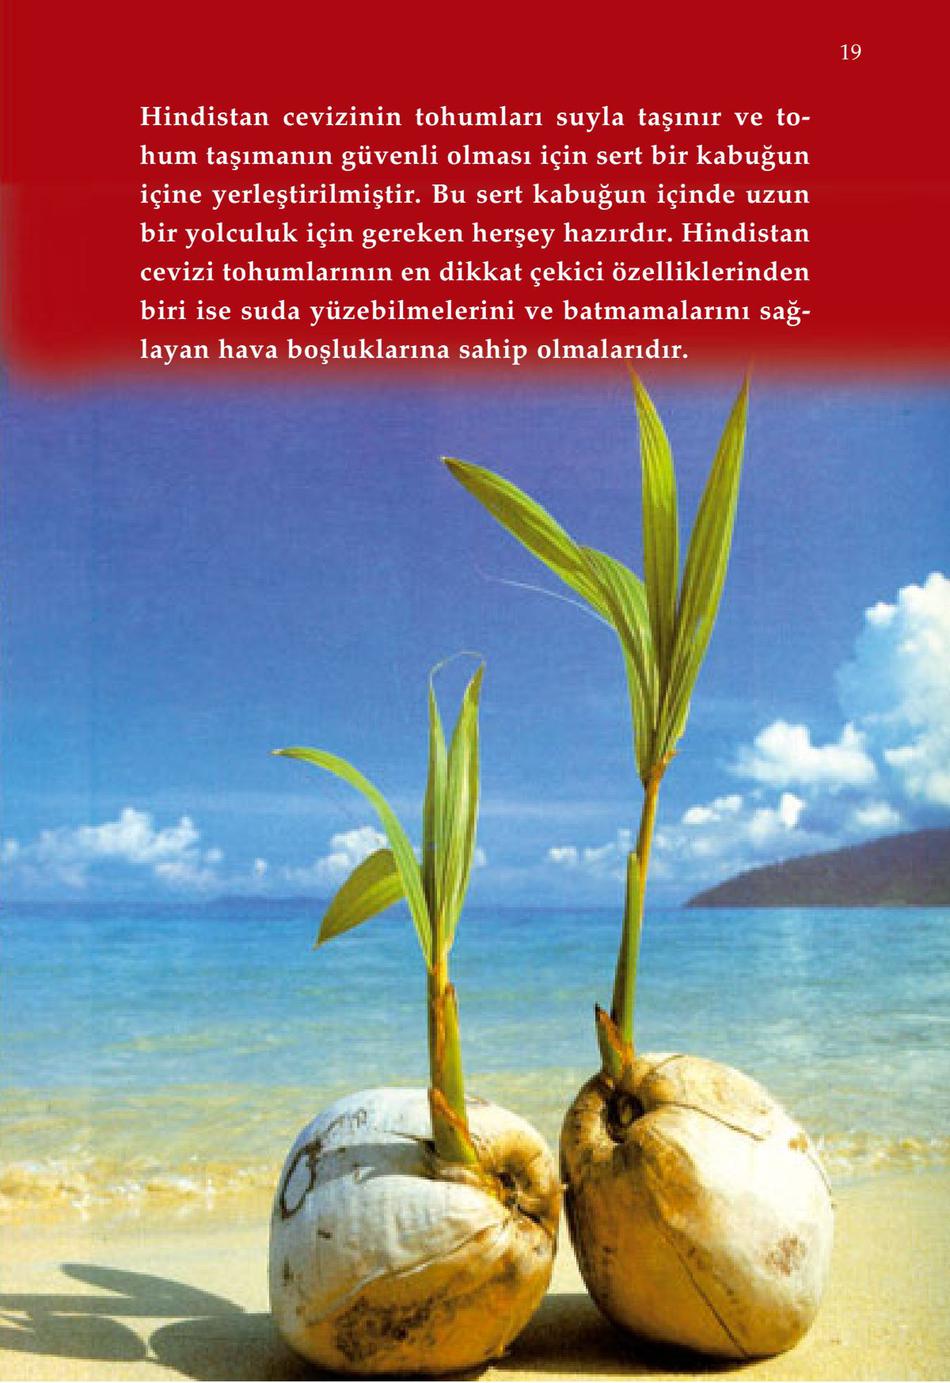 19
Hindistan cevizinin tohumları suyla taşınır ve to-
hum taşımanın güvenli olması için sert bir kabuğun
içine yerleştirilmiştir. Bu sert kabuğun içinde uzun
bir yolculuk için gereken herşey hazırdır. Hindistan
cevizi tohumlarının en dikkat çekici özelliklerinden
biri ise suda yüzebilmelerini ve batmamalarını sağ-
layan hava boşluklarına sahip olmalarıdır.